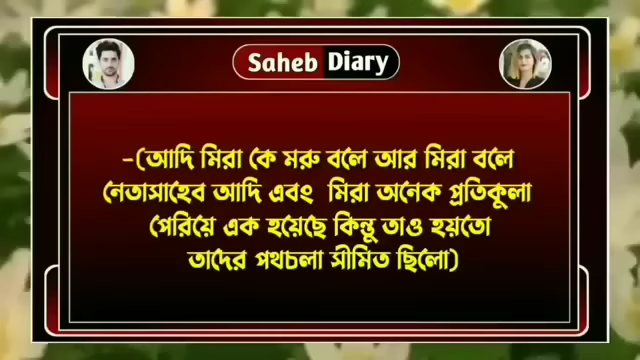 Saheb Diary
-(আদি মিরা কে মরু বলে আর মিরা বলে
নেতাসাহেব আদি এবং মিরা অনেক প্রতিকূলা
পেরিয়ে এক হয়েছে কিন্তু তাও হয়তো
তাদের পথচলা সীমিত ছিলো)